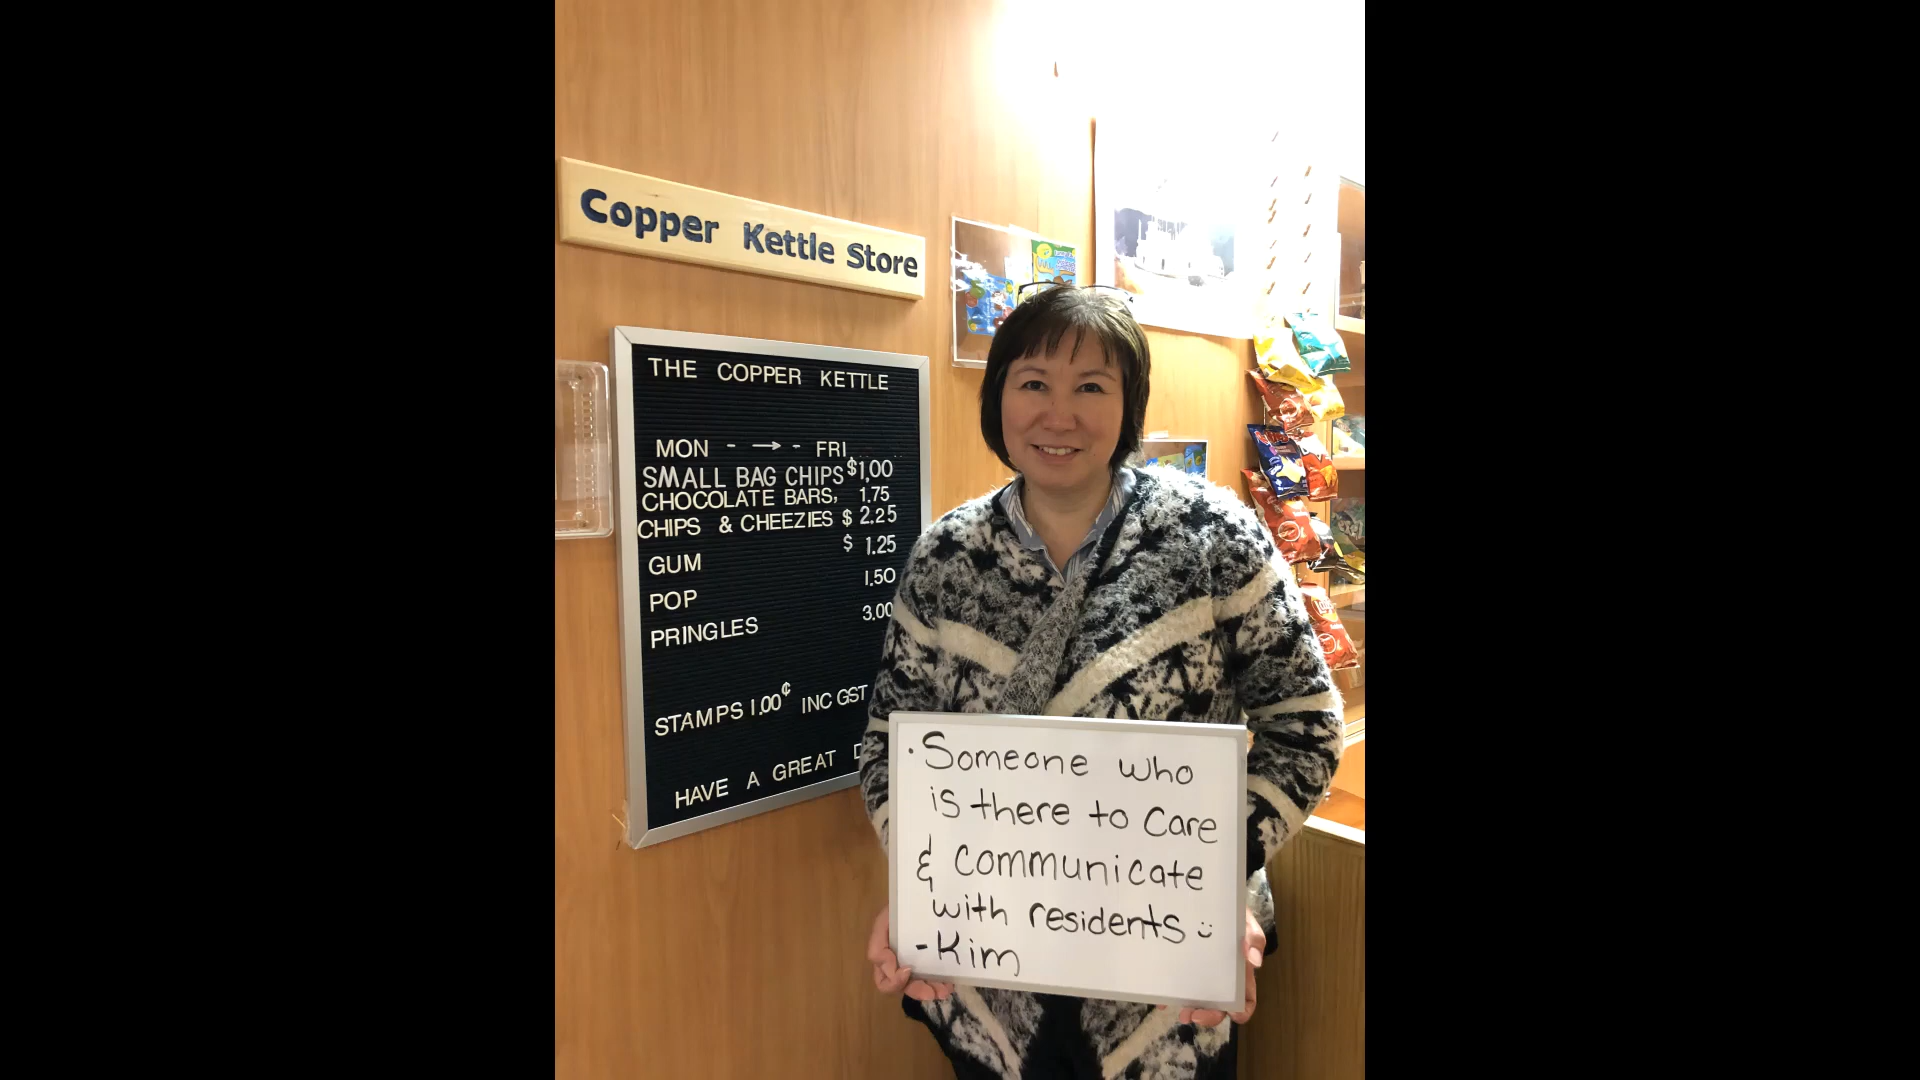 Copper Kettle Store
THE COPPER KETTLE
MON - → - FRI
SMALL BAG CHIPS $1,00
CHOCOLATE BARS, 1.75
CHIPS & CHEEZIES $ 2.25
GUM $ 1.25
POP 1.50
PRINGLES 3.00
STAMPS 1.00¢ INC GST
HAVE A GREAT D
· Someone who
is there to care
& communicate
with residents :)
- Kim